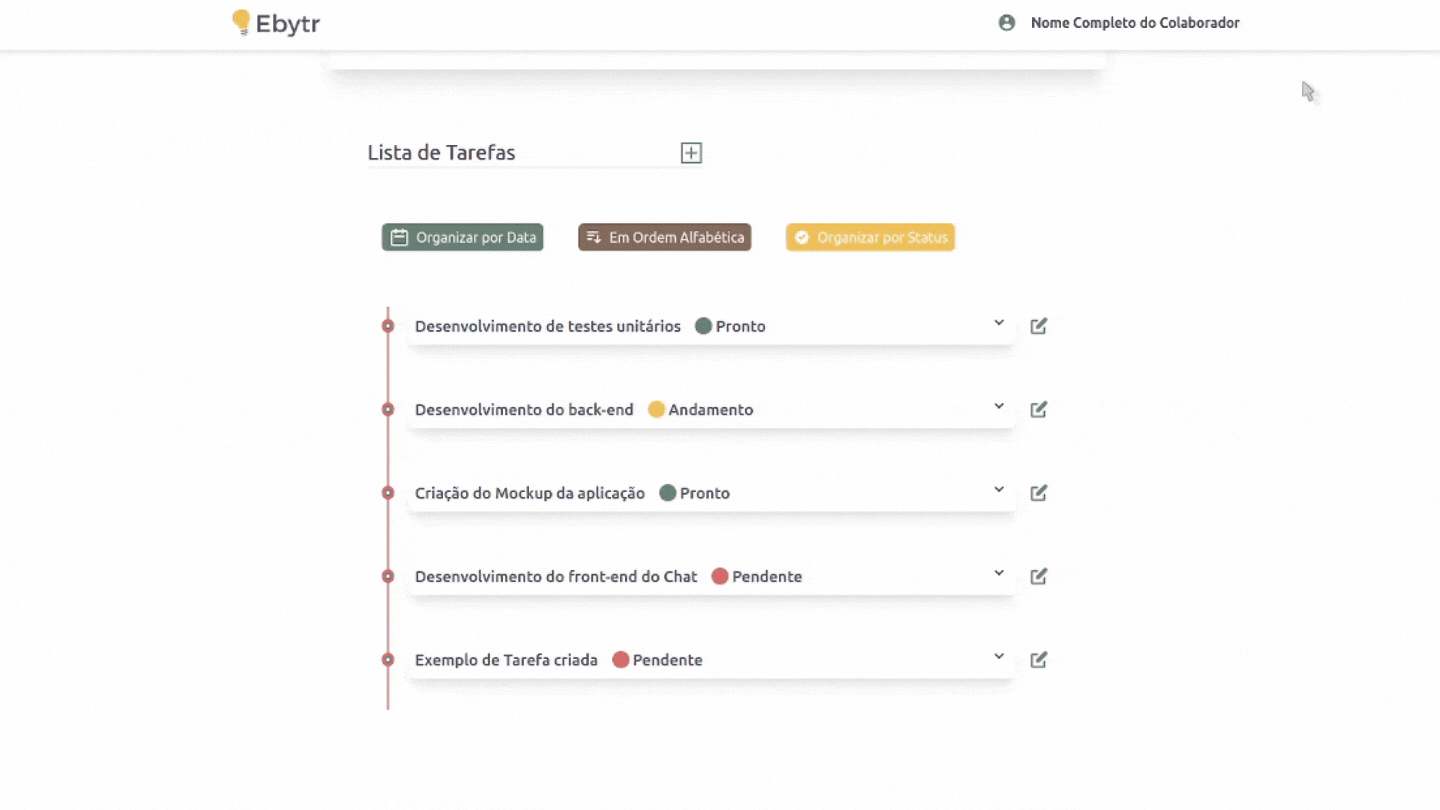 Ebytr
Nome Completo do Colaborador
Lista de Tarefas
Organizar por Data
Em Ordem Alfabética
Organizar por Status
Desenvolvimento de testes unitários Pronto
Desenvolvimento do back-end Andamento
Criação do Mockup da aplicação Pronto
Desenvolvimento do front-end do Chat Pendente
Exemplo de Tarefa criada Pendente